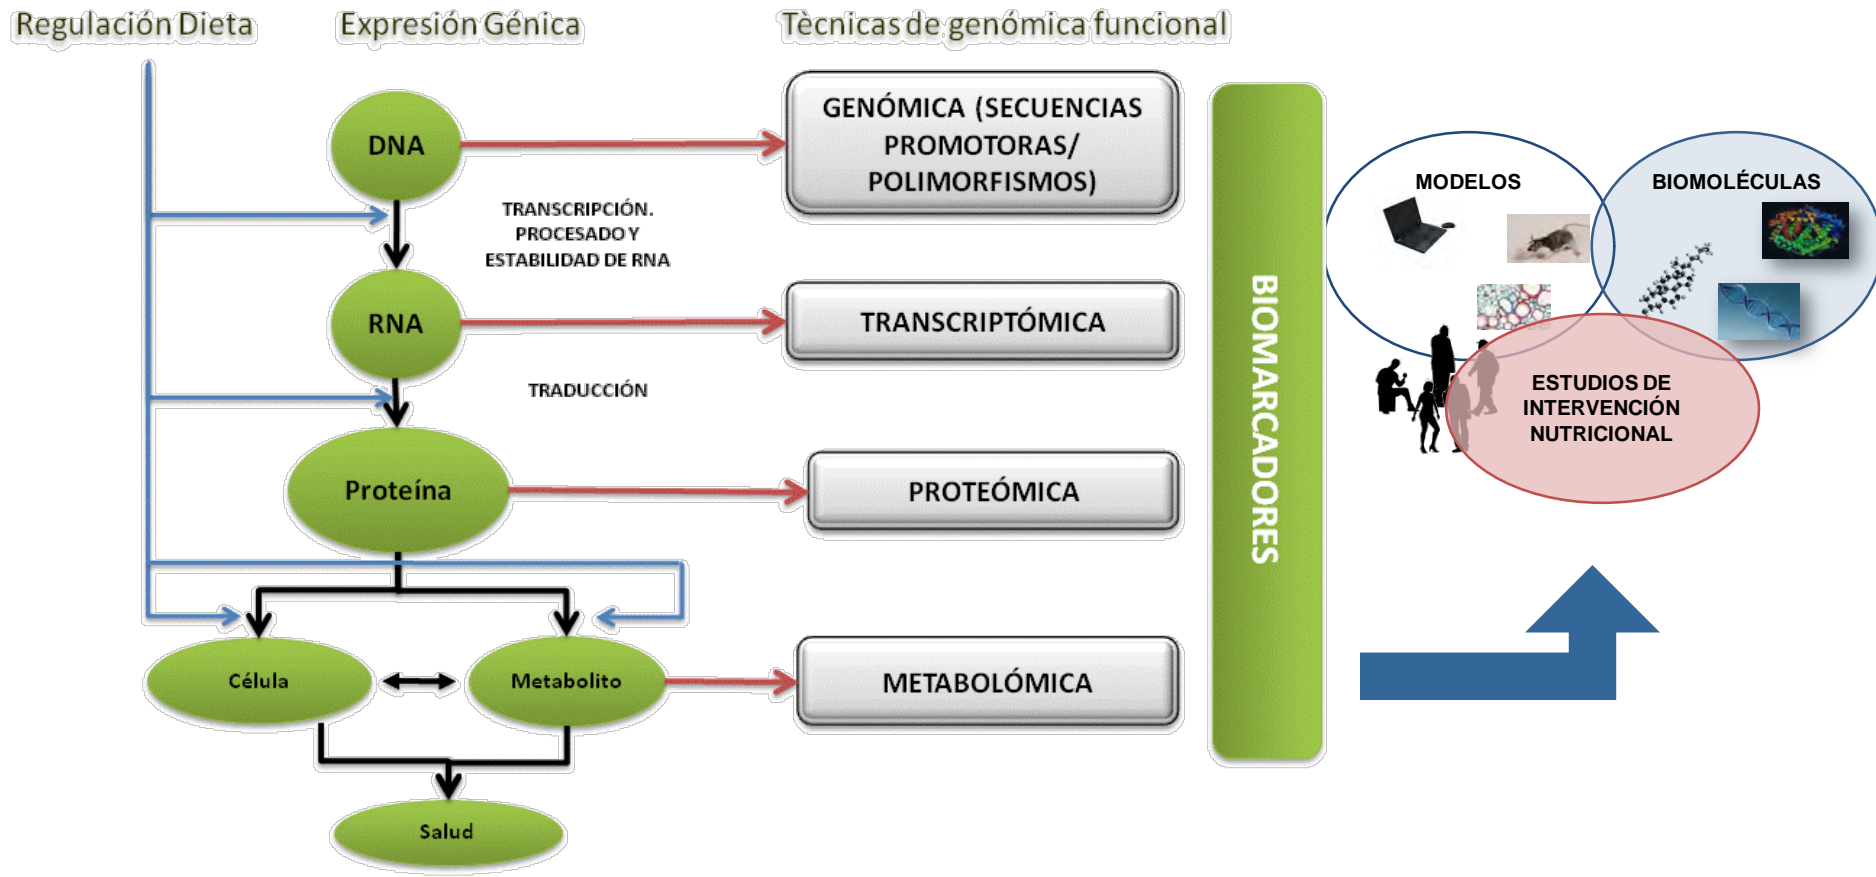 Regulación Dieta
Expresión Génica
Tècnicas de genómica funcional
DNA
GENÓMICA (SECUENCIAS
PROMOTORAS/
POLIMORFISMOS)
TRANSCRIPCIÓN.
PROCESADO Y
ESTABILIDAD DE RNA
RNA
TRANSCRIPTÓMICA
TRADUCCIÓN
Proteína
PROTEÓMICA
Célula
Metabolito
METABOLÓMICA
Salud
BIOMARCADORES
MODELOS
BIOMOLÉCULAS
ESTUDIOS DE
INTERVENCIÓN
NUTRICIONAL